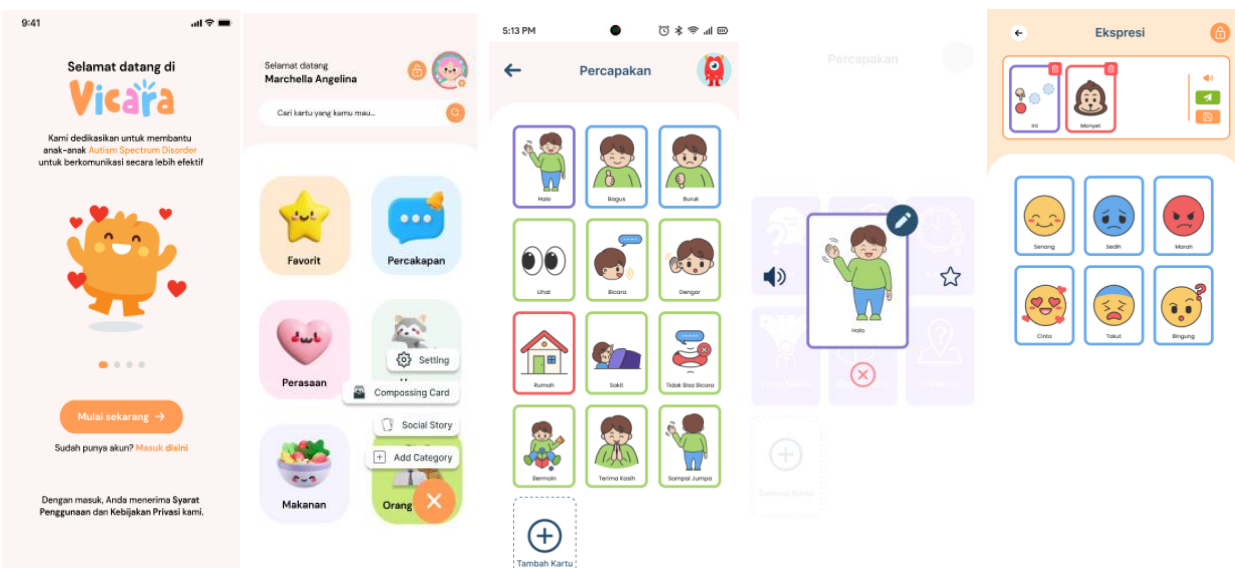 9:41
Selamat datang di
Vicara
Kami dedikasikan untuk membantu
anak-anak Autism Spectrum Disorder
untuk berkomunikasi secara lebih efektif
Mulai sekarang →
Sudah punya akun? Masuk disini
Dengan masuk, Anda menerima Syarat
Penggunaan dan Kebijakan Privasi kami.
Selamat datang
Marchella Angelina
Cari kartu yang kamu mau...
Favorit
Percakapan
Perasaan
Setting
Compossing Card
Social Story
Add Category
Makanan
Orang
5:13 PM
Percapakan
Halo
Bagus
Buruk
Lihat
Bicara
Dengar
Rumah
Sakit
Tidak Bisa Bicara
Bermain
Terima Kasih
Sampai Jumpa
Tambah Kartu
Percapakan
Halo
Tambah Kartu
Ekspresi
Ini
Monyet
Senang
Sedih
Marah
Cinta
Takut
Bingung